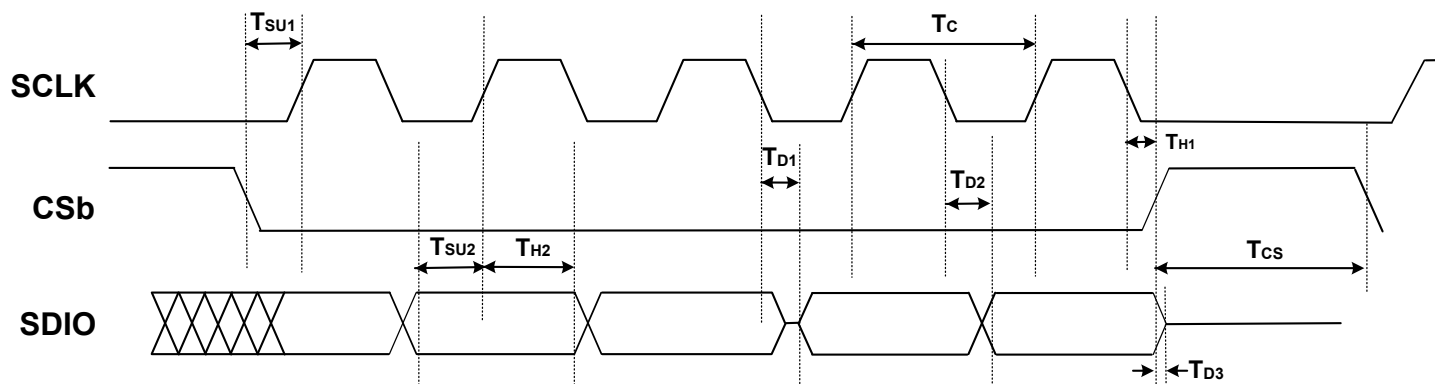 TSU1
TC
SCLK
TH1
TD1
TD2
CSb
TSU2
TH2
TCS
SDIO
TD3